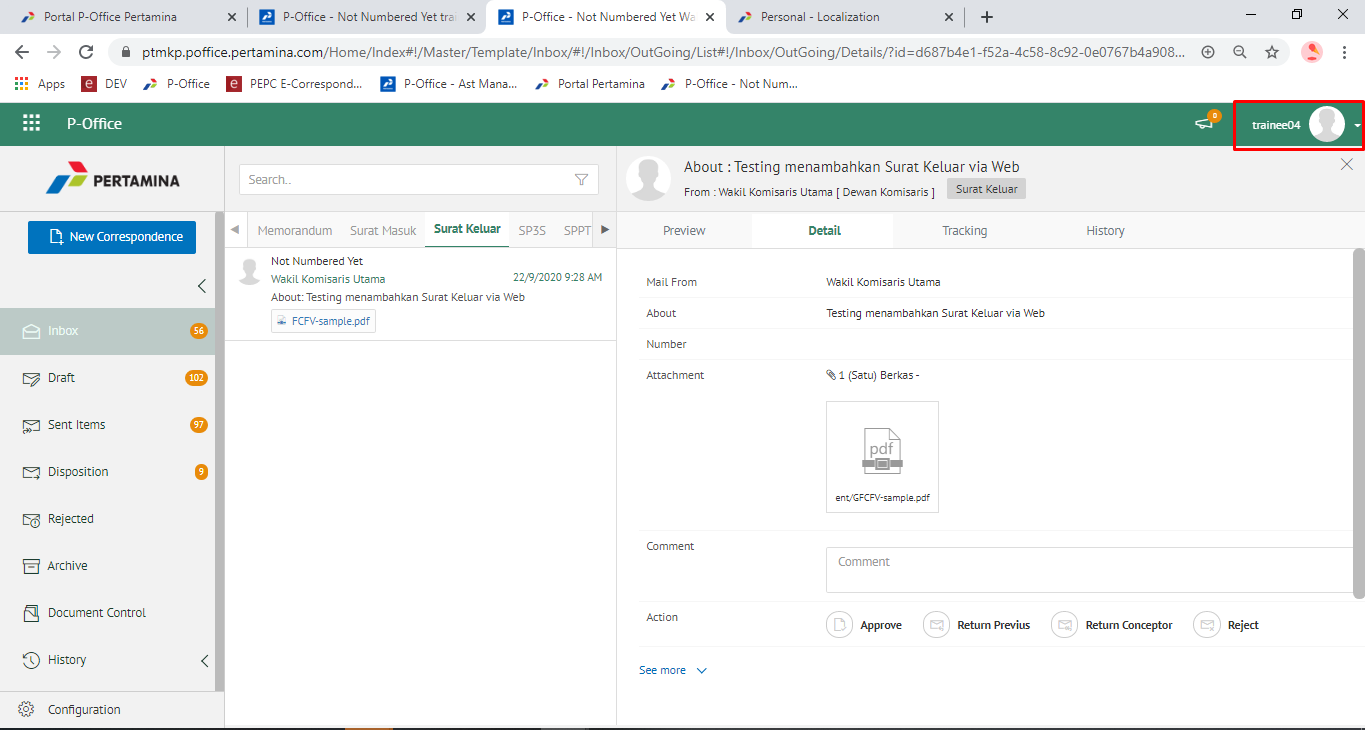 Portal P-Office Pertamina
P-Office - Not Numbered Yet trai
P-Office - Not Numbered Yet Wa
Personal - Localization
ptmkp.poffice.pertamina.com/Home/Index#!/Master/Template/Inbox/#!/Inbox/OutGoing/List#!/Inbox/OutGoing/Details/?id=d687b4e1-f52a-4c58-8c92-0e0767b4a908...
Apps
DEV
P-Office
PEPC E-Correspond...
P-Office - Ast Mana...
Portal Pertamina
P-Office - Not Num...
P-Office
0
trainee04
PERTAMINA
New Correspondence
Inbox 56
Draft 102
Sent Items 97
Disposition 9
Rejected
Archive
Document Control
History
Configuration
Search..
Memorandum Surat Masuk Surat Keluar SP3S SPPT
Not Numbered Yet
Wakil Komisaris Utama 22/9/2020 9:28 AM
About: Testing menambahkan Surat Keluar via Web
FCFV-sample.pdf
About : Testing menambahkan Surat Keluar via Web
From : Wakil Komisaris Utama [ Dewan Komisaris ] Surat Keluar
Preview Detail Tracking History
Mail From Wakil Komisaris Utama
About Testing menambahkan Surat Keluar via Web
Number
Attachment 1 (Satu) Berkas -
pdf
ent/GFCFV-sample.pdf
Comment Comment
Action Approve Return Previus Return Conceptor Reject
See more